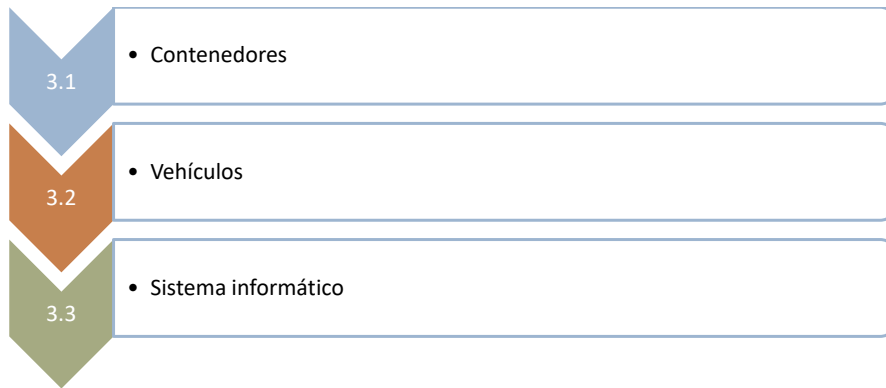 3.1
• Contenedores
3.2
• Vehículos
3.3
• Sistema informático